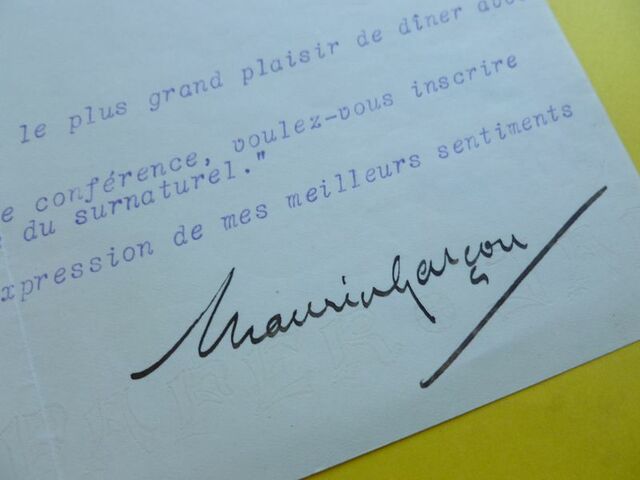 le plus grand plaisir de dîner avec
e conférence, voulez-vous inscrire
du surnaturel."
xpression de mes meilleurs sentiments
Maurice Garçon